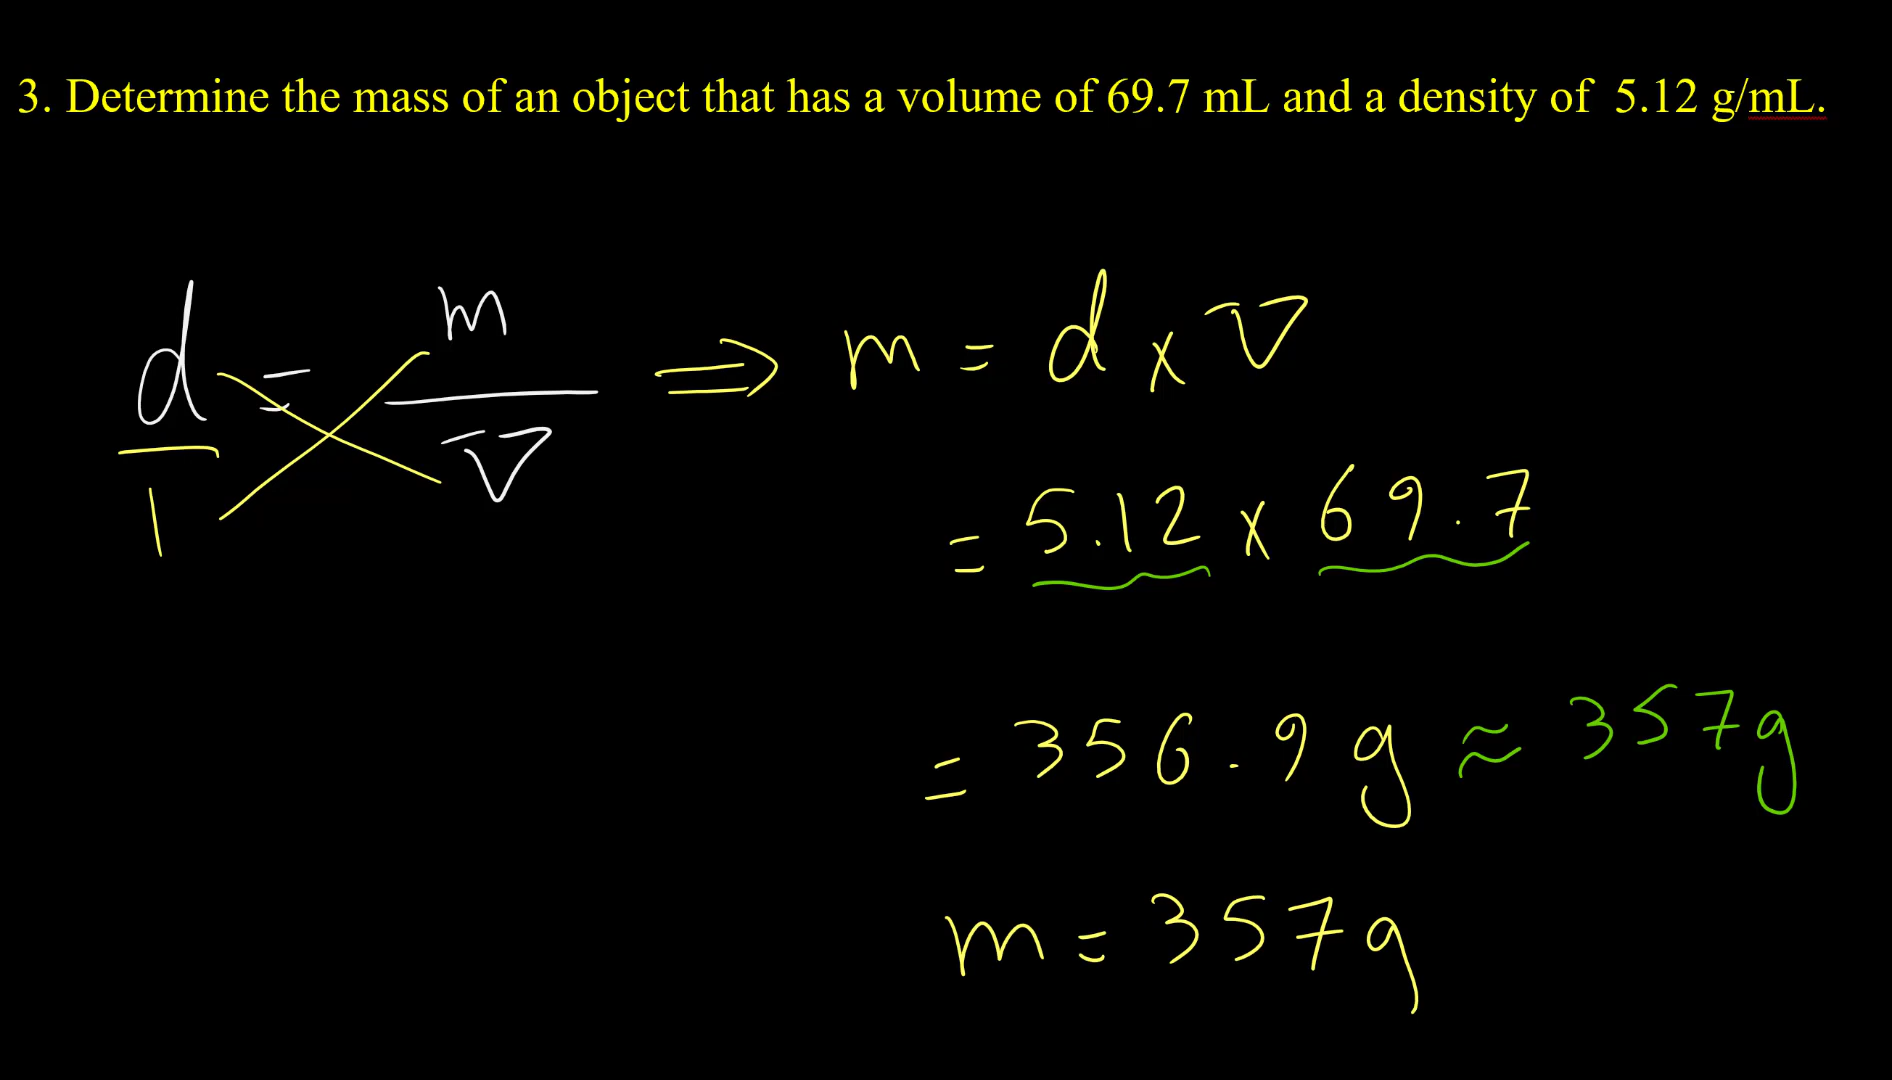 3. Determine the mass of an object that has a volume of 69.7 mL and a density of 5.12 g/mL.
d/1 = m/V ⇒ m = d x V
= 5.12 x 69.7
= 356.9 g ≈ 357g
m = 357g